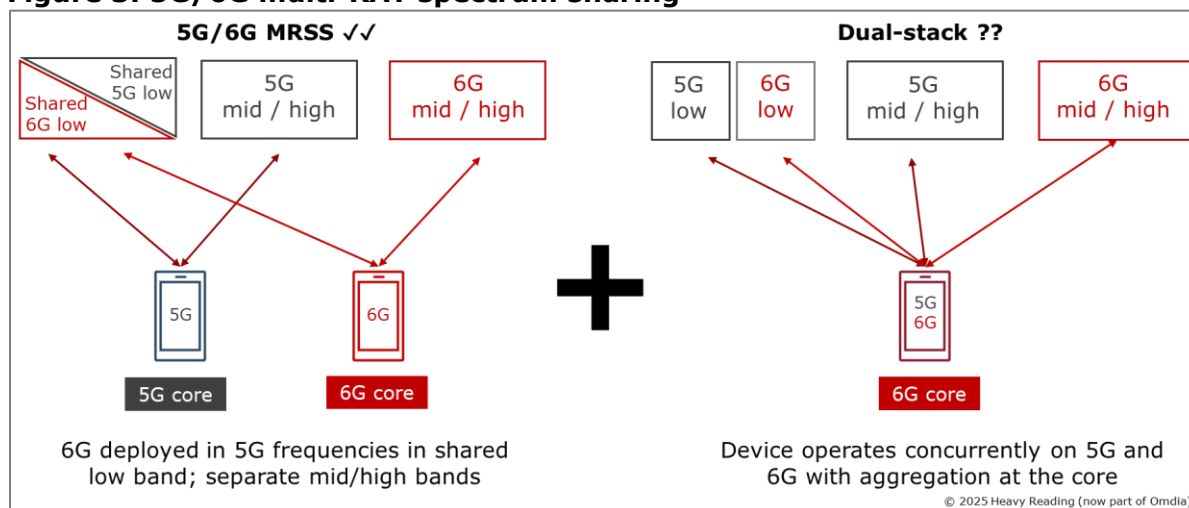 5G/6G MRSS ✓✓
Shared
5G low
Shared
6G low
5G
mid / high
6G
mid / high
5G
6G
5G core
6G core
6G deployed in 5G frequencies in shared
low band; separate mid/high bands
Dual-stack ??
5G
low
6G
low
5G
mid / high
6G
mid / high
5G
6G
6G core
Device operates concurrently on 5G and
6G with aggregation at the core
© 2025 Heavy Reading (now part of Omdia)